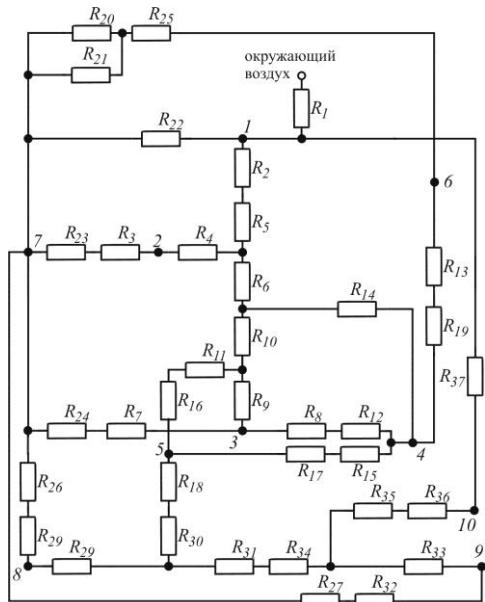 R20 R25
R21
окружающий
воздух
R1
R22 1
R2
6
R5
7 R23 R3 2 R4
R13
R6
R14
R19
R10
R11
R37
R16 R9
R24 R7 R8 R12
3 5 4
R17 R15
R26 R18
R35 R36
10
R29 R30
R31 R34 R33 9
8 R29
R27 R32